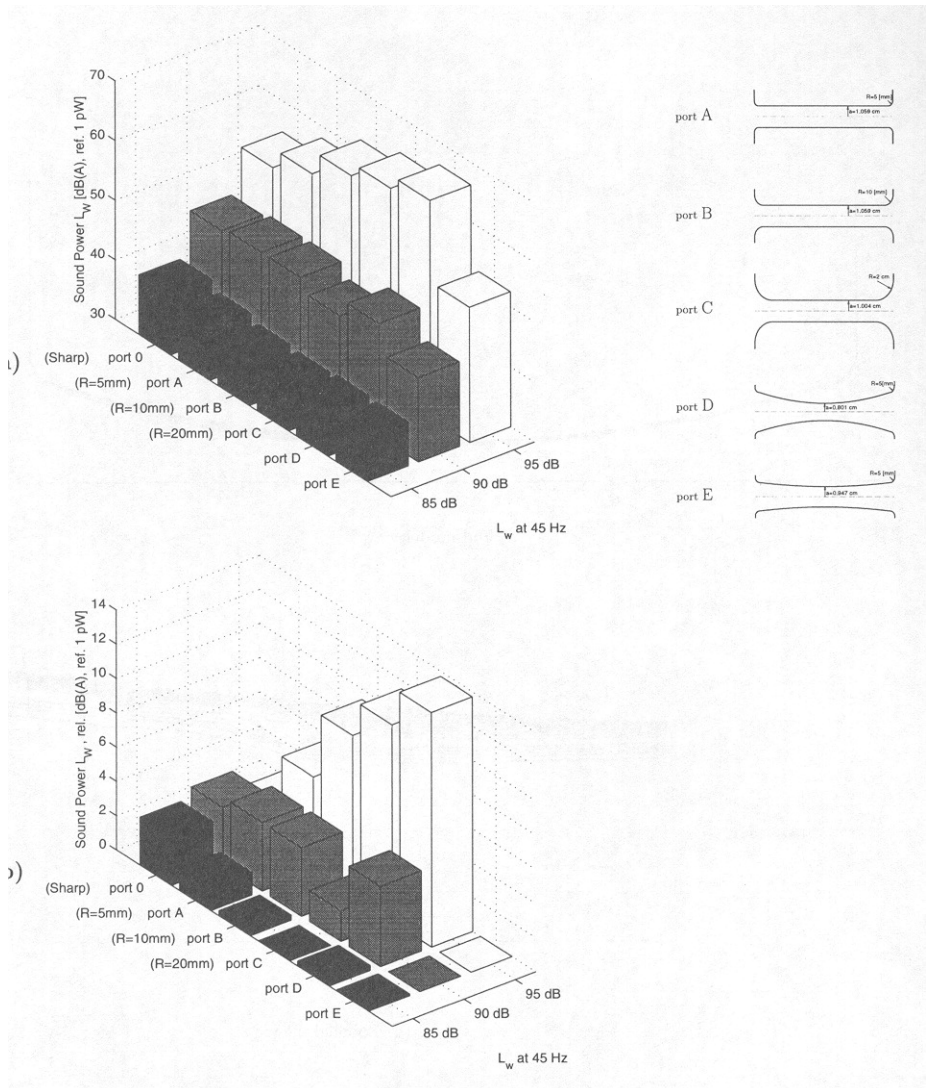 70
60
50
40
30
Sound Power L_w [dB(A), ref. 1 pW]
(Sharp) port 0
(R=5mm) port A
(R=10mm) port B
(R=20mm) port C
port D
port E
85 dB
90 dB
95 dB
L_w at 45 Hz
port A
R=5 [mm]
a=1.059 cm
port B
R=10 [mm]
a=1.059 cm
port C
R=2 cm
a=1.004 cm
port D
R=5[mm]
a=0.801 cm
port E
R=5 [mm]
a=0.947 cm
14
12
10
8
6
4
2
0
Sound Power L_w, rel. [dB(A), ref. 1 pW]
(Sharp) port 0
(R=5mm) port A
(R=10mm) port B
(R=20mm) port C
port D
port E
85 dB
90 dB
95 dB
L_w at 45 Hz